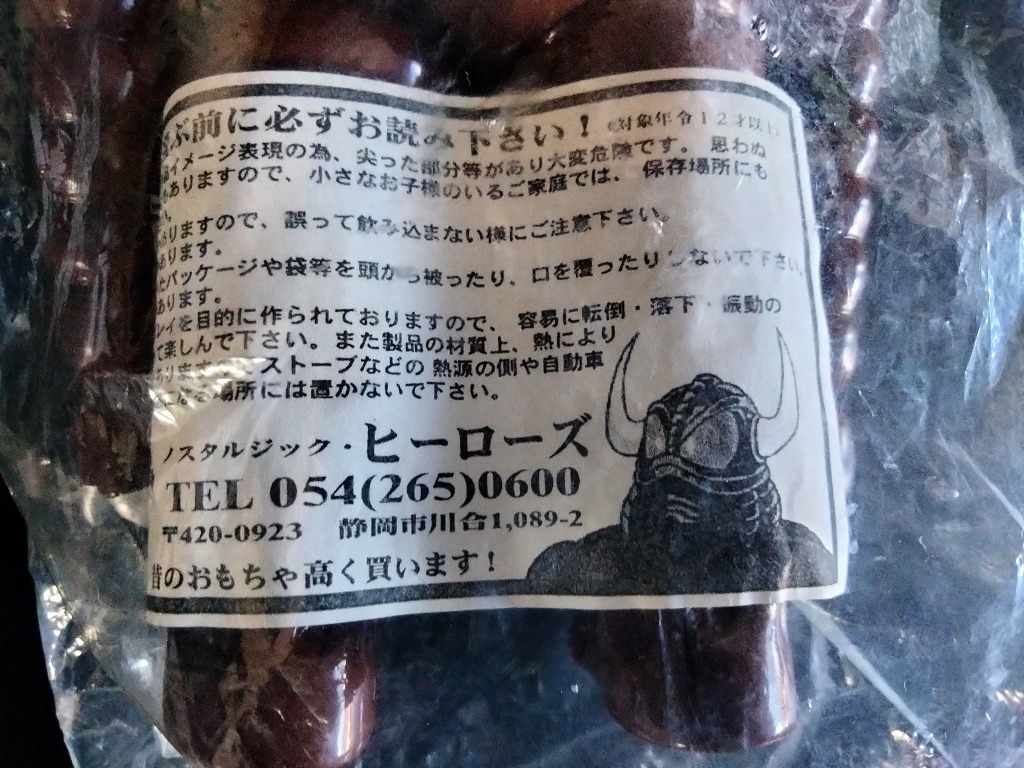 ぶ前に必ずお読み下さい！(対象年令12才以上)
イメージ表現の為、尖った部分等があり大変危険です。 思わぬ
ありますので、小さなお子様のいるご家庭では、 保存場所にも
い。
りますので、誤って飲み込まない様にご注意下さい。
あります。
パッケージや袋等を頭から被ったり、口を覆ったりしないで下さい。
あります。
レイを目的に作られておりますので、 容易に転倒・落下・振動の
て楽しんで下さい。また製品の材質上、熱により
ストーブなどの 熱源の側や自動車
場所には置かないで下さい。
ノスタルジック・ヒーローズ
TEL 054(265)0600
〒420-0923 静岡市川合1,089-2
昔のおもちゃ高く買います！